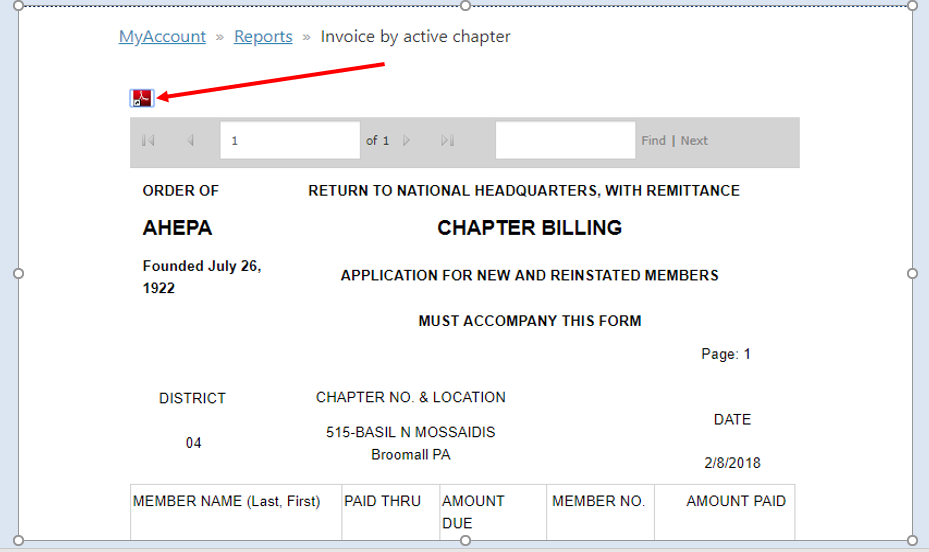 MyAccount » Reports » Invoice by active chapter
1 of 1 Find | Next
ORDER OF RETURN TO NATIONAL HEADQUARTERS, WITH REMITTANCE
AHEPA CHAPTER BILLING
Founded July 26,
1922
APPLICATION FOR NEW AND REINSTATED MEMBERS
MUST ACCOMPANY THIS FORM
Page: 1
DISTRICT CHAPTER NO. & LOCATION
DATE
04 515-BASIL N MOSSAIDIS
Broomall PA
2/8/2018
MEMBER NAME (Last, First) PAID THRU AMOUNT MEMBER NO. AMOUNT PAID
DUE